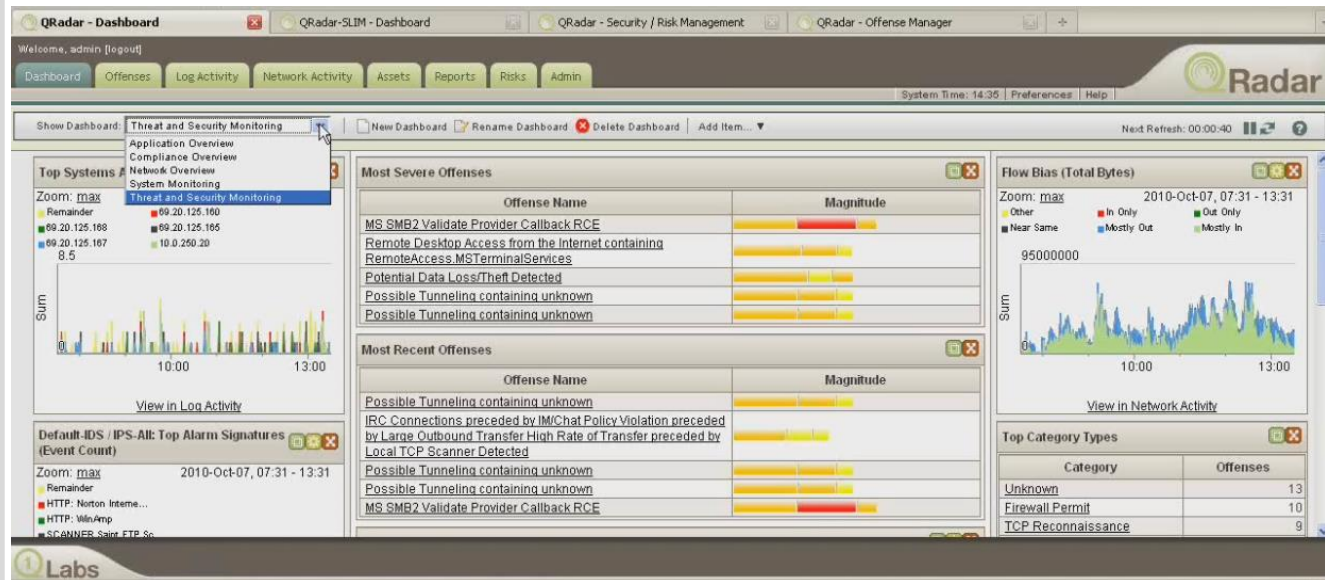 QRadar - Dashboard
QRadar-SLIM - Dashboard
QRadar - Security / Risk Management
QRadar - Offense Manager
Welcome, admin [logout]
Dashboard Offenses Log Activity Network Activity Assets Reports Risks Admin
System Time: 14:35 Preferences Help
QRadar
Show Dashboard: Threat and Security Monitoring
New Dashboard Rename Dashboard Delete Dashboard Add Item... ▼
Next Refresh: 00:00:40
Application Overview
Compliance Overview
Network Overview
System Monitoring
Threat and Security Monitoring
Top Systems A
Zoom: max
Remainder 69.20.125.160
69.20.125.168 69.20.125.165
69.20.125.167 10.0.250.20
8.5
Sum
0
10:00 13:00
View in Log Activity
Default-IDS / IPS-All: Top Alarm Signatures
(Event Count)
Zoom: max 2010-Oct-07, 07:31 - 13:31
Remainder
HTTP: Norton Interne...
HTTP: WinAmp
SCANNER Saint FTP Sc
Most Severe Offenses
Offense Name Magnitude
MS SMB2 Validate Provider Callback RCE
Remote Desktop Access from the Internet containing
RemoteAccess.MSTerminalServices
Potential Data Loss/Theft Detected
Possible Tunneling containing unknown
Possible Tunneling containing unknown
Most Recent Offenses
Offense Name Magnitude
Possible Tunneling containing unknown
IRC Connections preceded by IM/Chat Policy Violation preceded
by Large Outbound Transfer High Rate of Transfer preceded by
Local TCP Scanner Detected
Possible Tunneling containing unknown
Possible Tunneling containing unknown
MS SMB2 Validate Provider Callback RCE
Flow Bias (Total Bytes)
Zoom: max 2010-Oct-07, 07:31 - 13:31
Other In Only Out Only
Near Same Mostly Out Mostly In
95000000
Sum
0
10:00 13:00
View in Network Activity
Top Category Types
Category Offenses
Unknown 13
Firewall Permit 10
TCP Reconnaissance 9
1 Labs